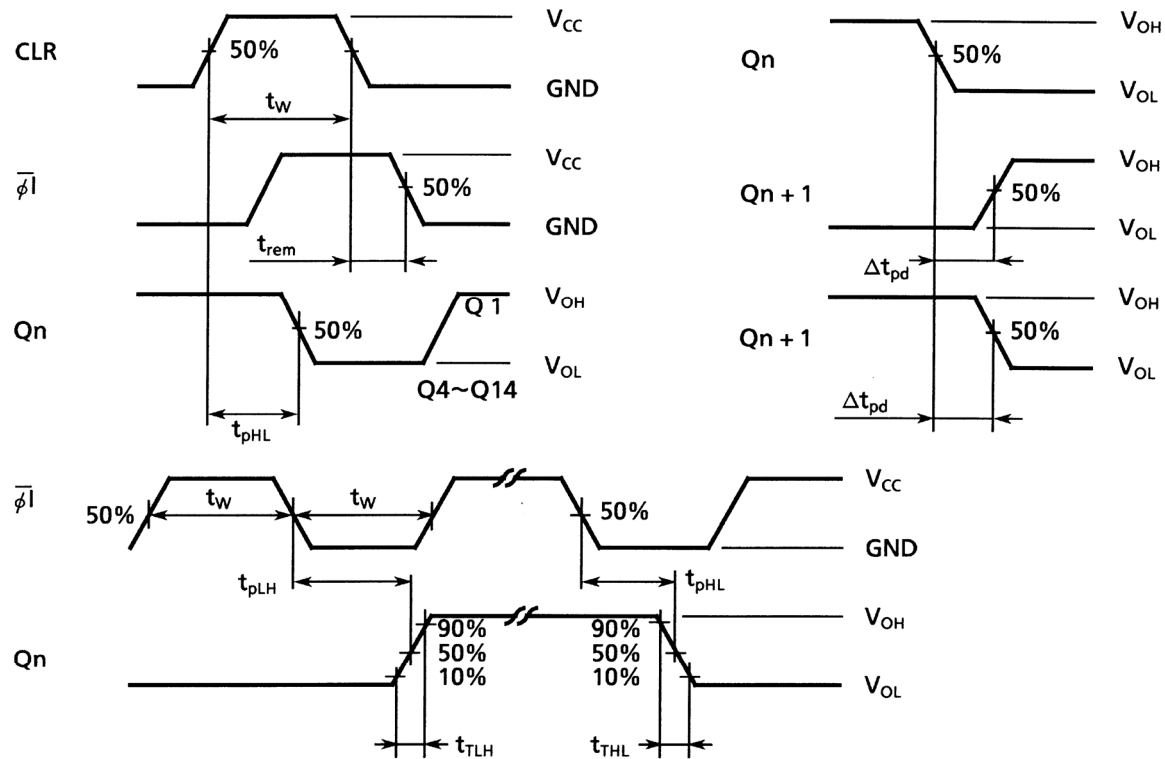 CLR
50%
V_CC
GND
t_W
φ̅I
V_CC
50%
GND
t_rem
Qn
V_OH
Q 1
50%
V_OL
Q4~Q14
t_pHL
Qn
V_OH
50%
V_OL
Qn + 1
V_OH
50%
V_OL
Δt_pd
Qn + 1
V_OH
50%
V_OL
Δt_pd
φ̅I
50%
t_W
t_W
50%
V_CC
GND
t_pLH
t_pHL
Qn
90%
50%
10%
90%
50%
10%
V_OH
V_OL
t_TLH
t_THL